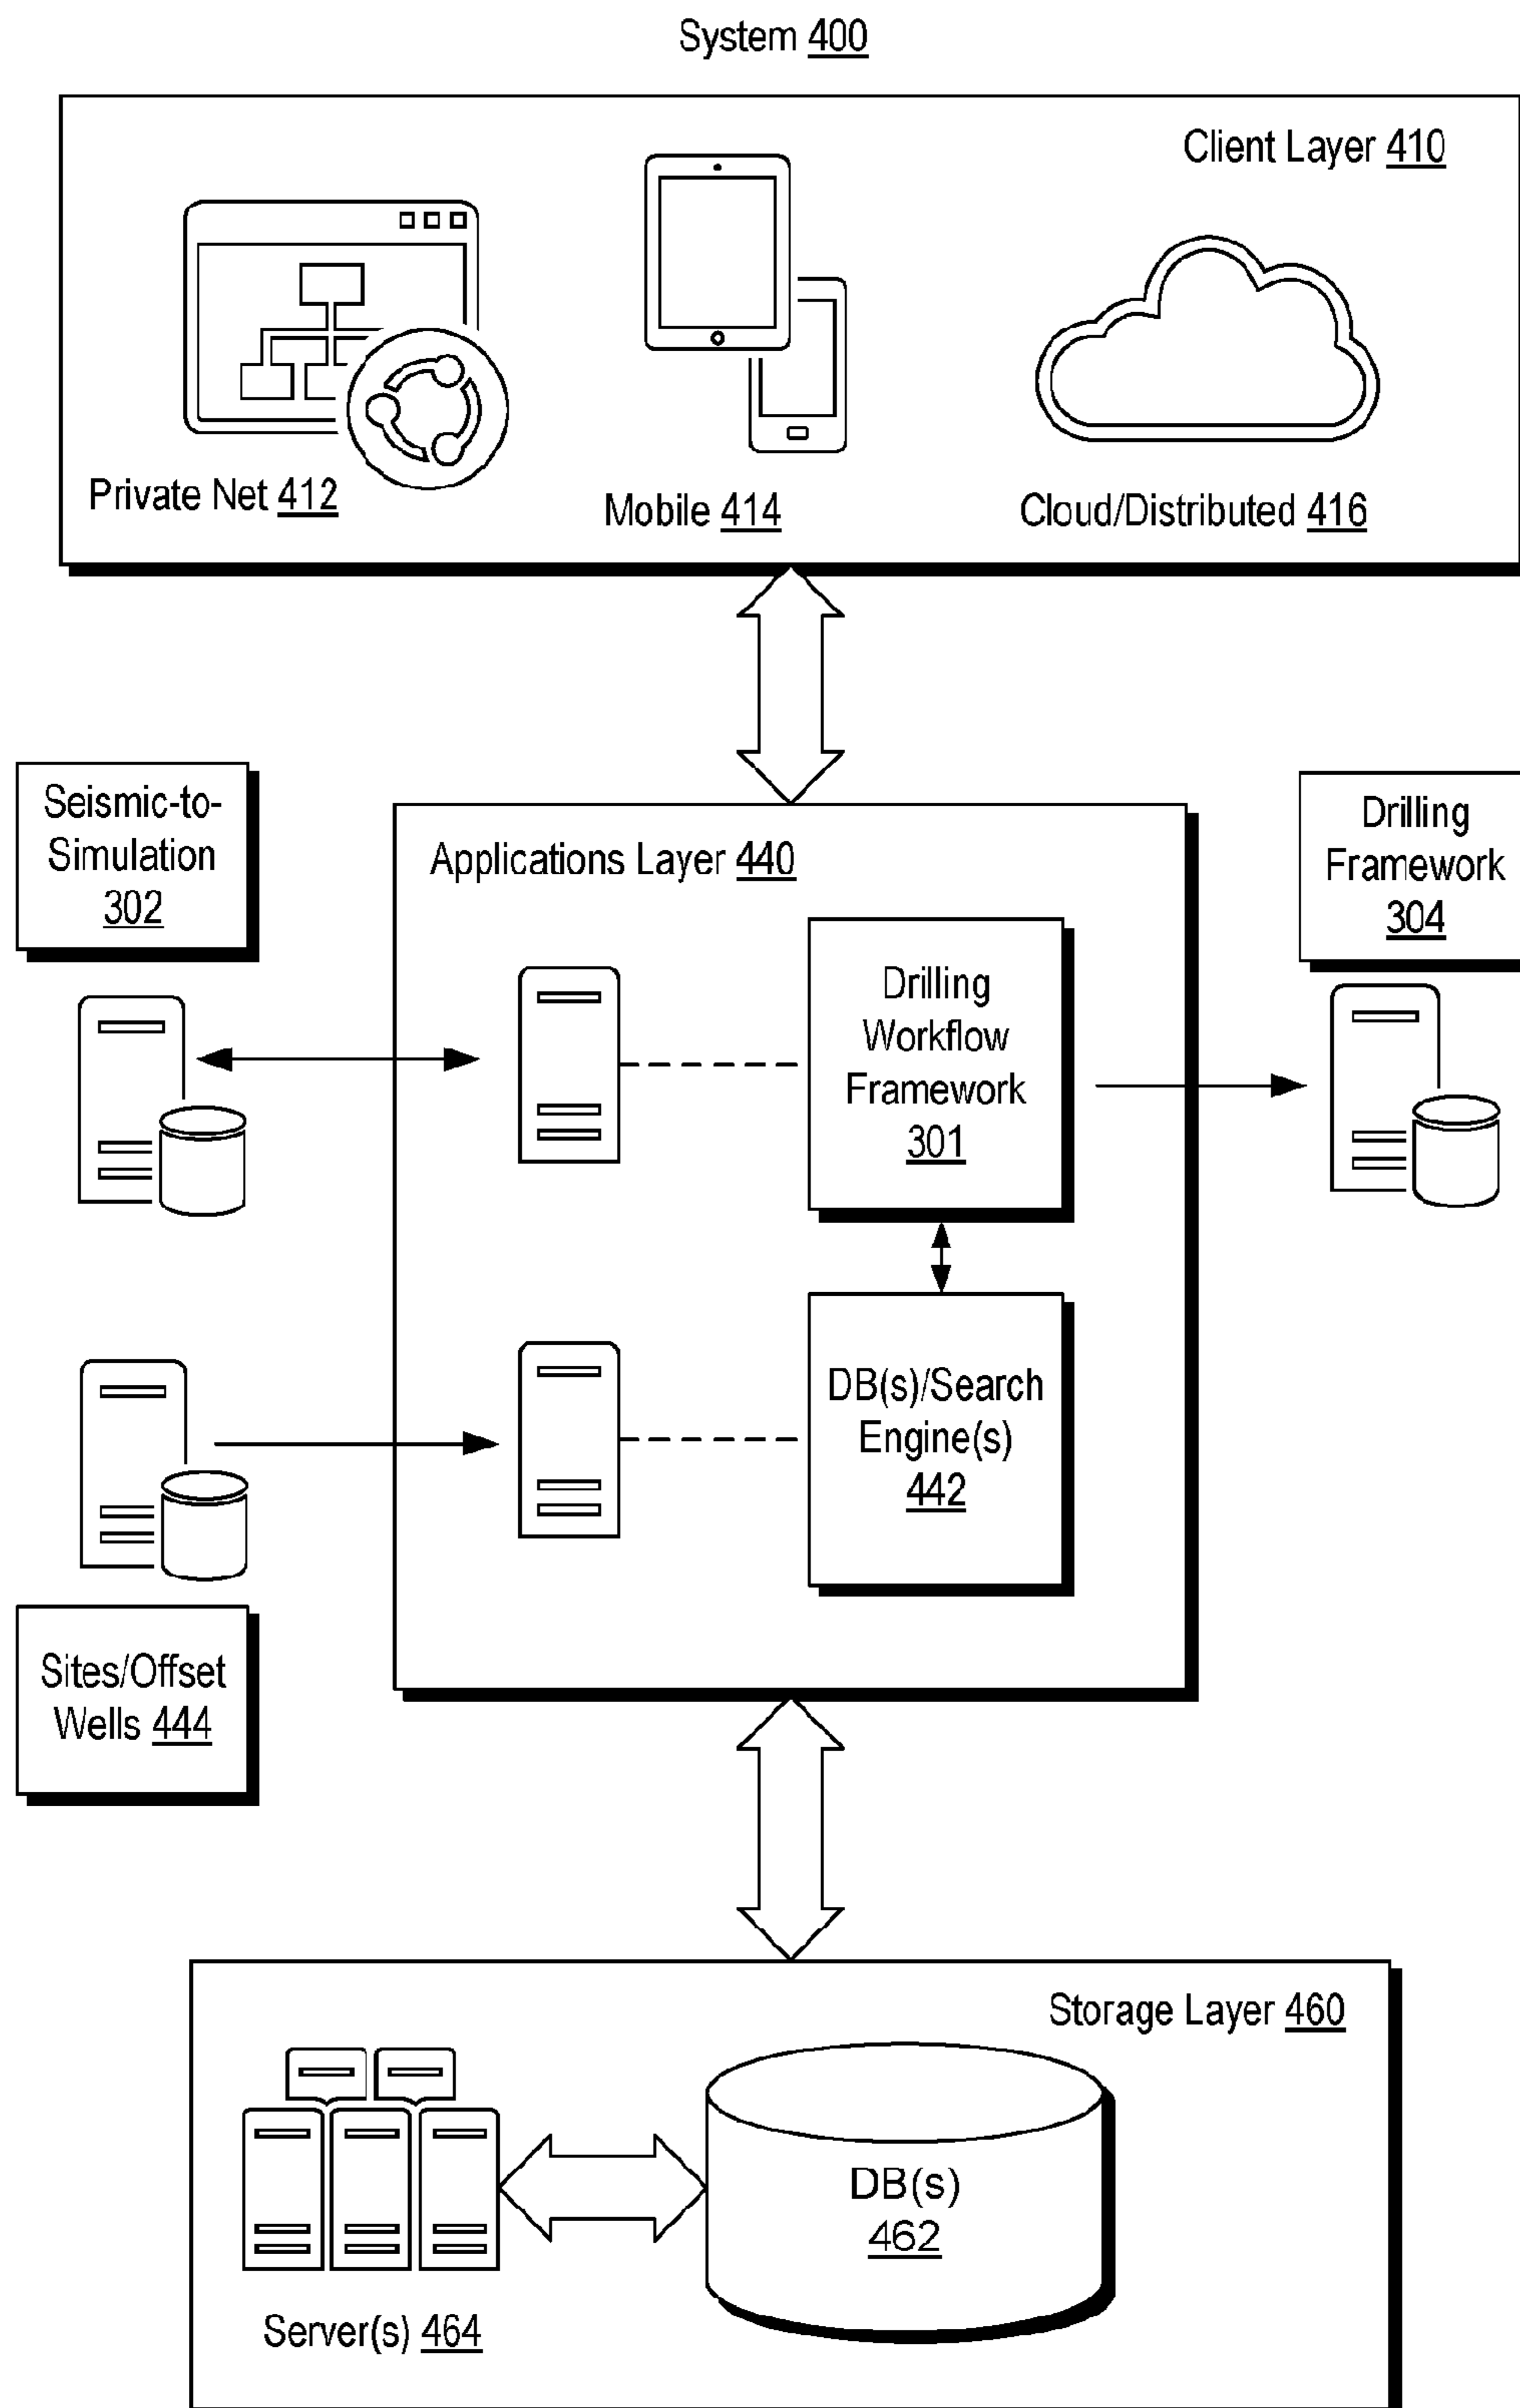 System 400
Client Layer 410
Private Net 412
Mobile 414
Cloud/Distributed 416
Seismic-to-
Simulation
302
Applications Layer 440
Drilling
Workflow
Framework
301
Drilling
Framework
304
DB(s)/Search
Engine(s)
442
Sites/Offset
Wells 444
Storage Layer 460
DB(s)
462
Server(s) 464